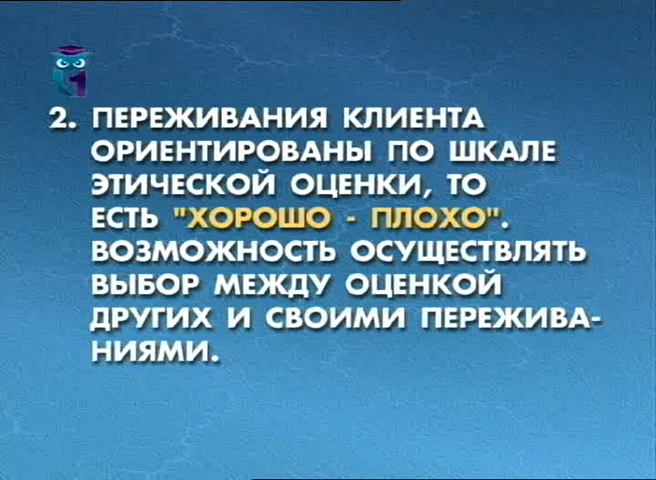 2. ПЕРЕЖИВАНИЯ КЛИЕНТА
ОРИЕНТИРОВАНЫ ПО ШКАЛЕ
ЭТИЧЕСКОЙ ОЦЕНКИ, ТО
ЕСТЬ "ХОРОШО - ПЛОХО".
ВОЗМОЖНОСТЬ ОСУЩЕСТВЛЯТЬ
ВЫБОР МЕЖДУ ОЦЕНКОЙ
ДРУГИХ И СВОИМИ ПЕРЕЖИВА-
НИЯМИ.